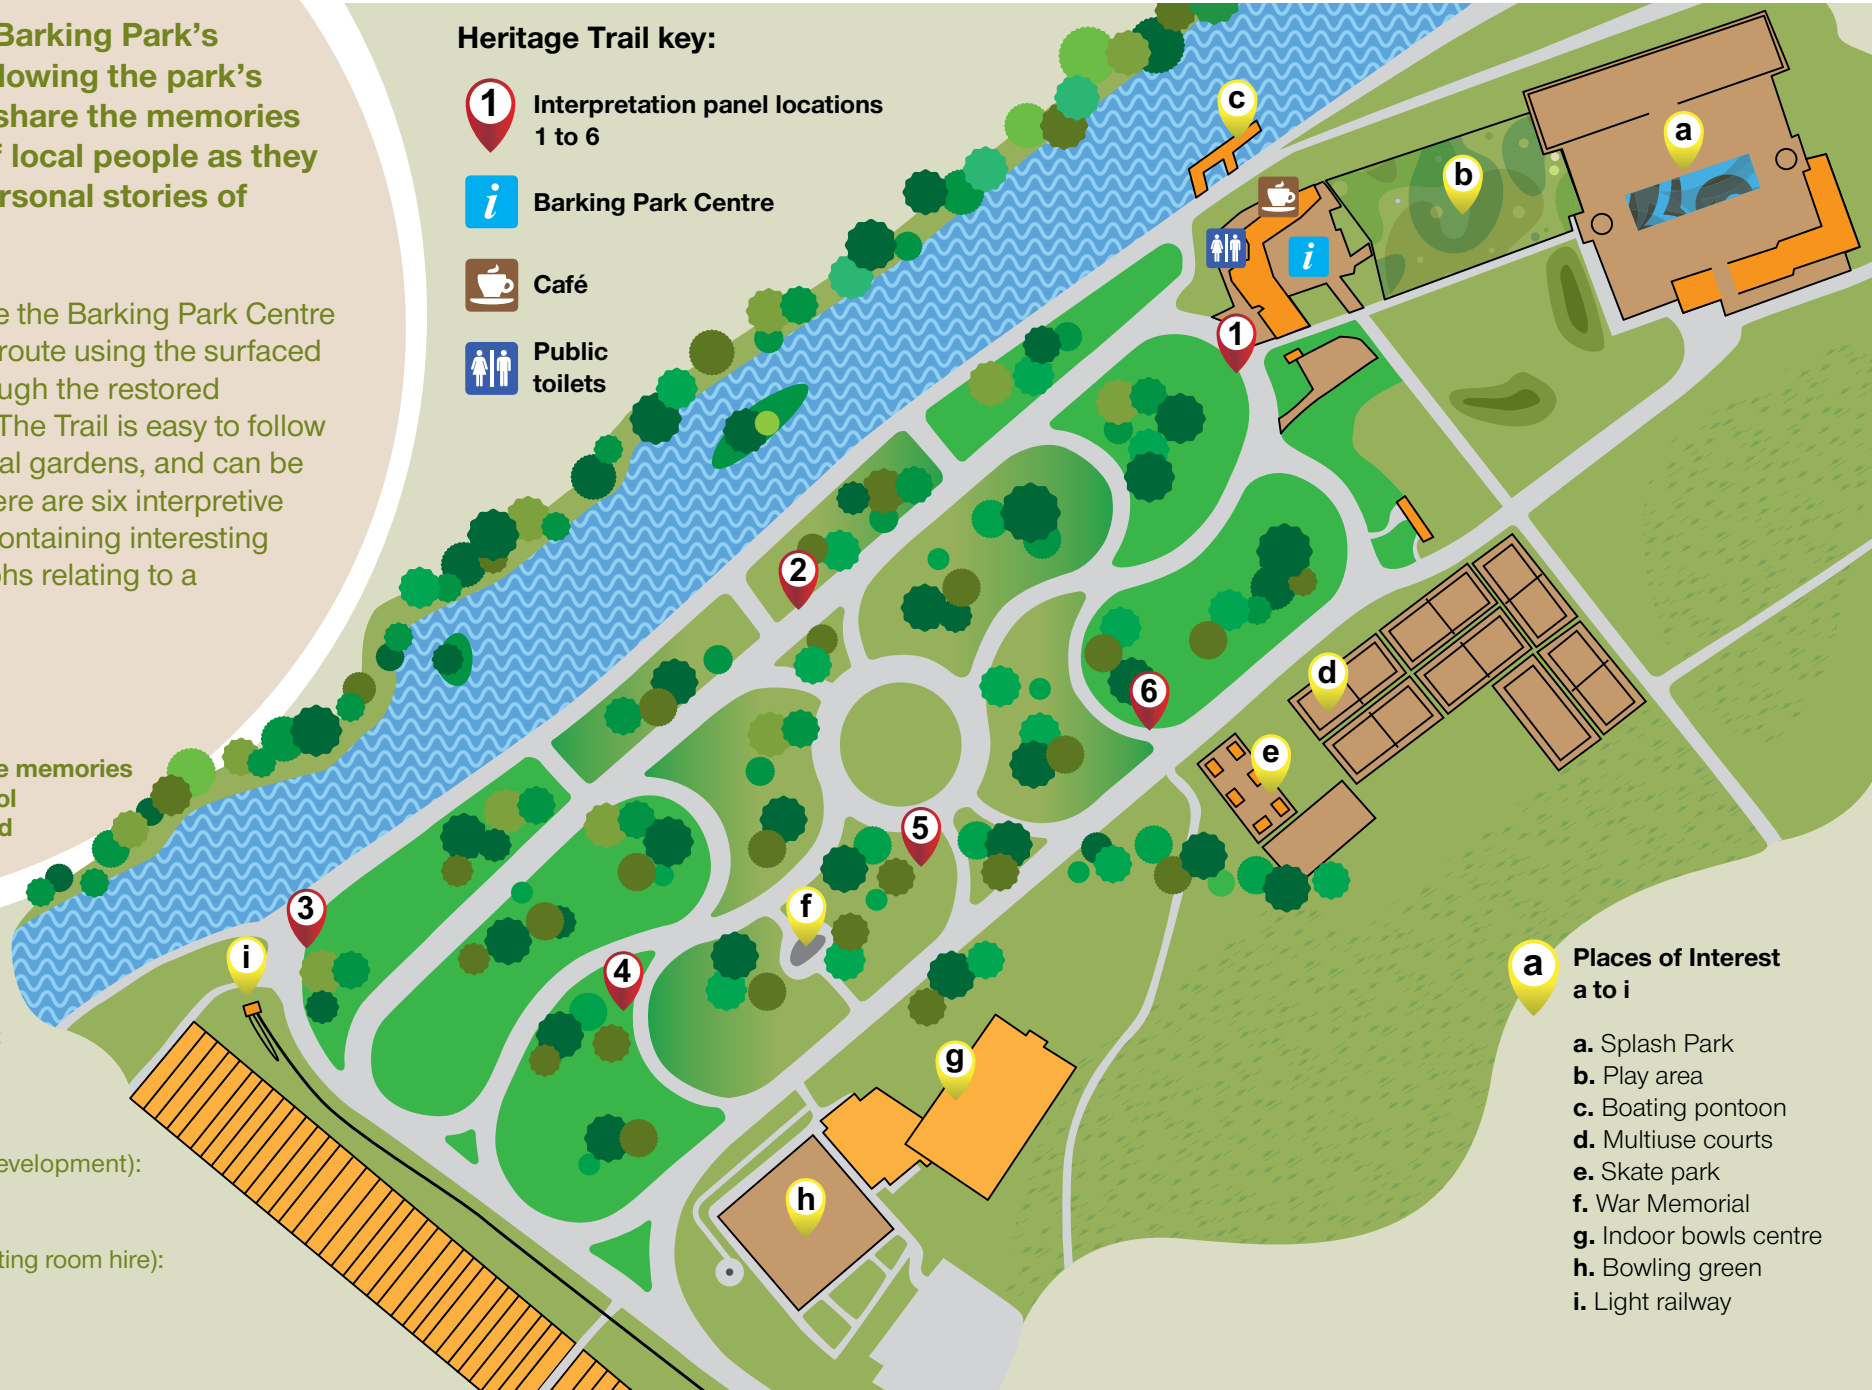 Barking Park's
lowing the park's
share the memories
f local people as they
rsonal stories of
e the Barking Park Centre
route using the surfaced
ugh the restored
The Trail is easy to follow
al gardens, and can be
ere are six interpretive
ontaining interesting
hs relating to a
e memories
ol
d
evelopment):
ting room hire):
Heritage Trail key:
1
Interpretation panel locations
1 to 6
i
Barking Park Centre
Café
Public
toilets
c
a
b
i
1
2
d
6
e
5
f
3
i
4
g
h
a
Places of Interest
a to i
a. Splash Park
b. Play area
c. Boating pontoon
d. Multiuse courts
e. Skate park
f. War Memorial
g. Indoor bowls centre
h. Bowling green
i. Light railway